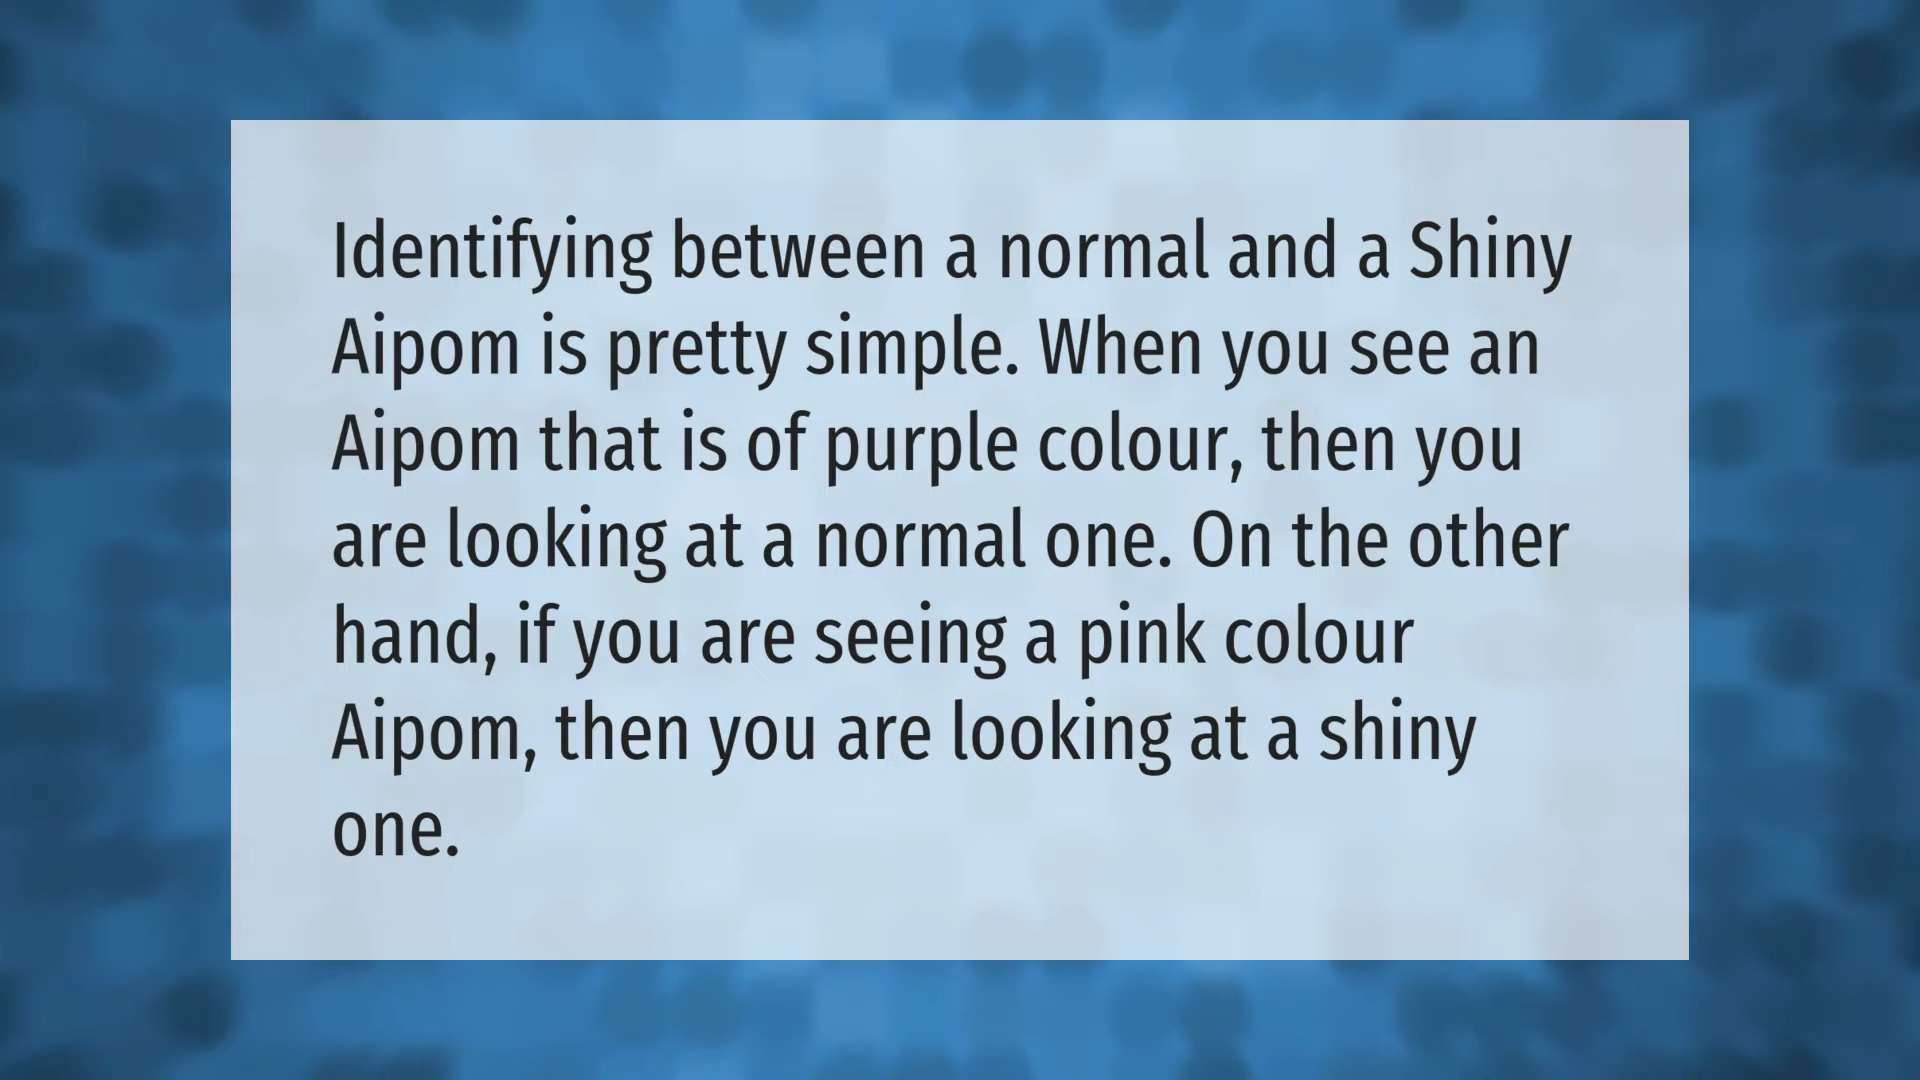 Identifying between a normal and a Shiny
Aipom is pretty simple. When you see an
Aipom that is of purple colour, then you
are looking at a normal one. On the other
hand, if you are seeing a pink colour
Aipom, then you are looking at a shiny
one.